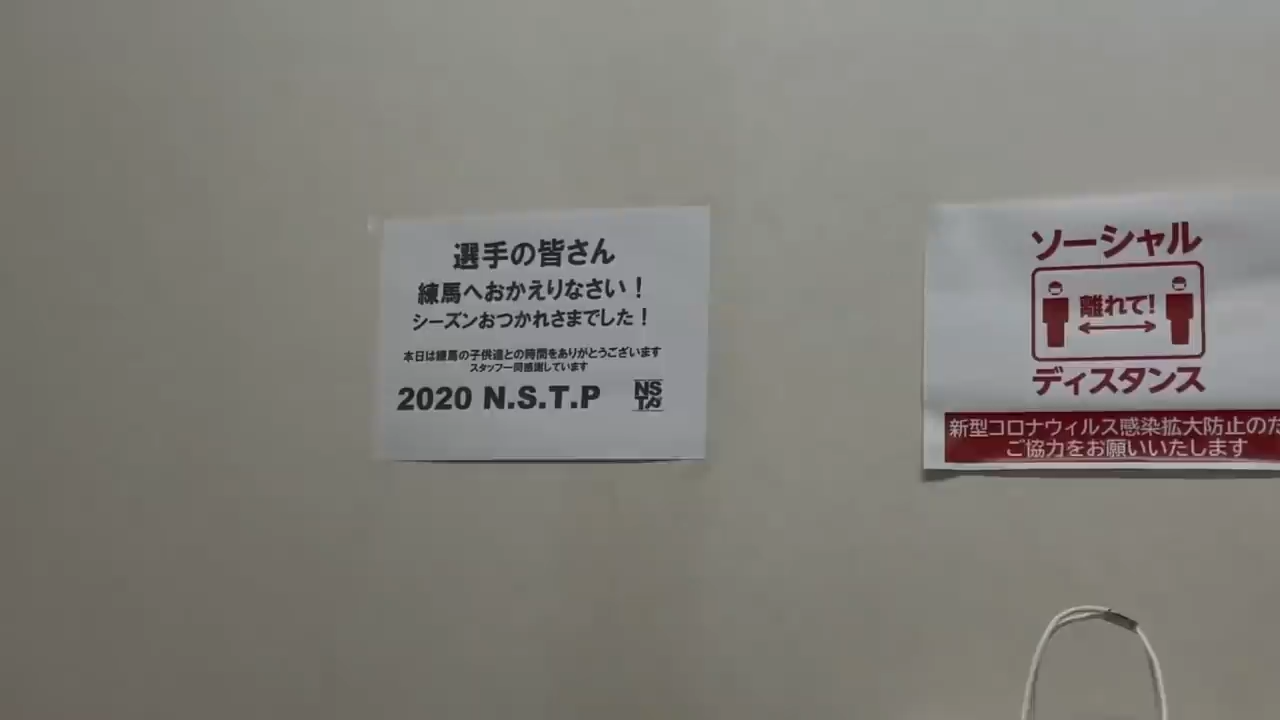 選手の皆さん
練馬へおかえりなさい！
シーズンおつかれさまでした！
本日は練馬の子供達との時間をありがとうございます
スタッフ一同感謝しています
2020 N.S.T.P
NS
TP
ソーシャル
離れて!
ディスタンス
新型コロナウィルス感染拡大防止のた
ご協力をお願いいたします